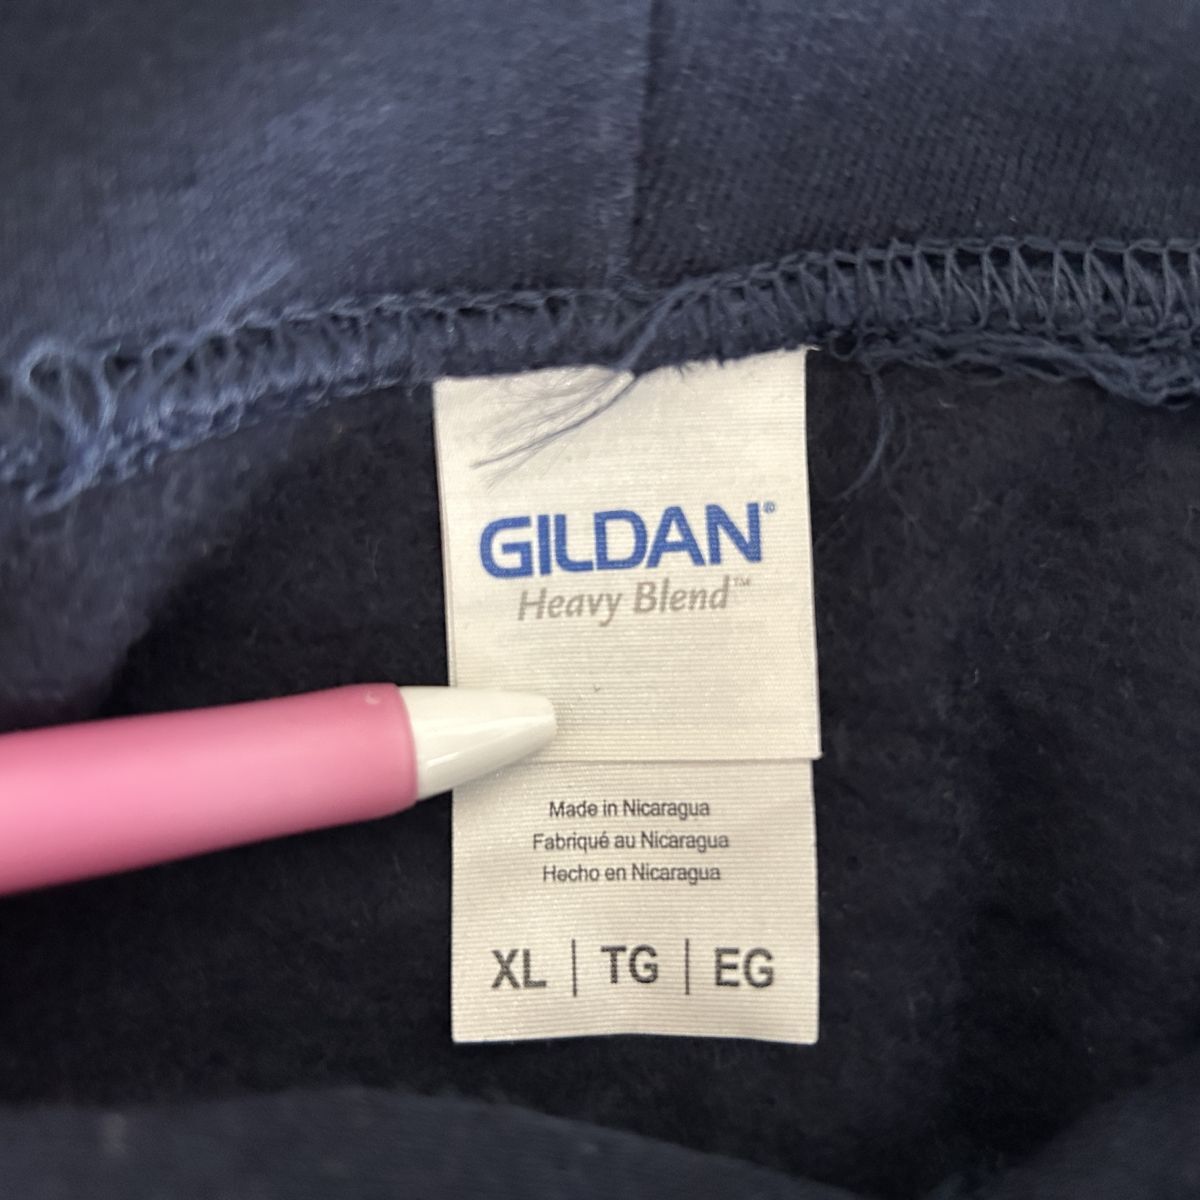 GILDAN®
Heavy Blend™
Made in Nicaragua
Fabriqué au Nicaragua
Hecho en Nicaragua
XL | TG | EG